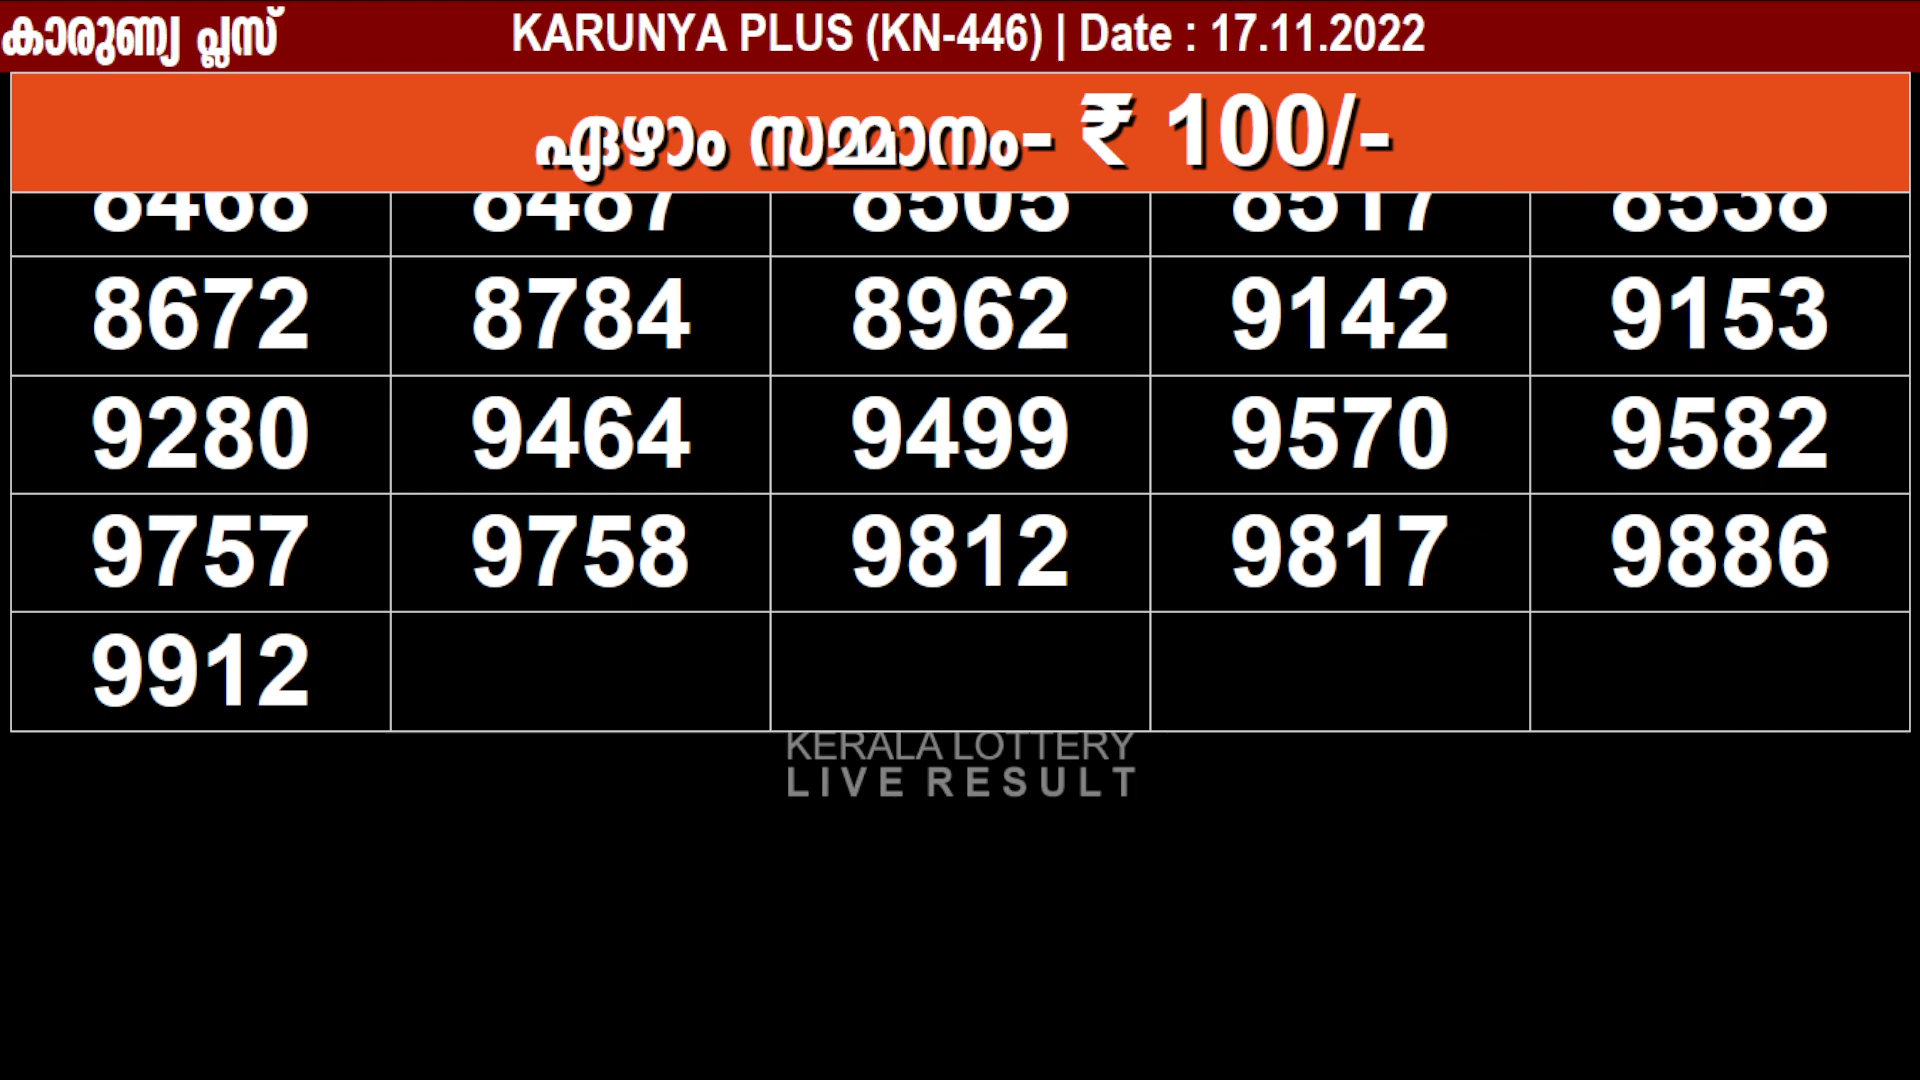 കാരുണ്യ പ്ലസ് KARUNYA PLUS (KN-446) | Date : 17.11.2022
ഏഴാം സമ്മാനം- ₹ 100/-
8468 8487 8505 8517 8538
8672 8784 8962 9142 9153
9280 9464 9499 9570 9582
9757 9758 9812 9817 9886
9912
KERALA LOTTERY
LIVE RESULT